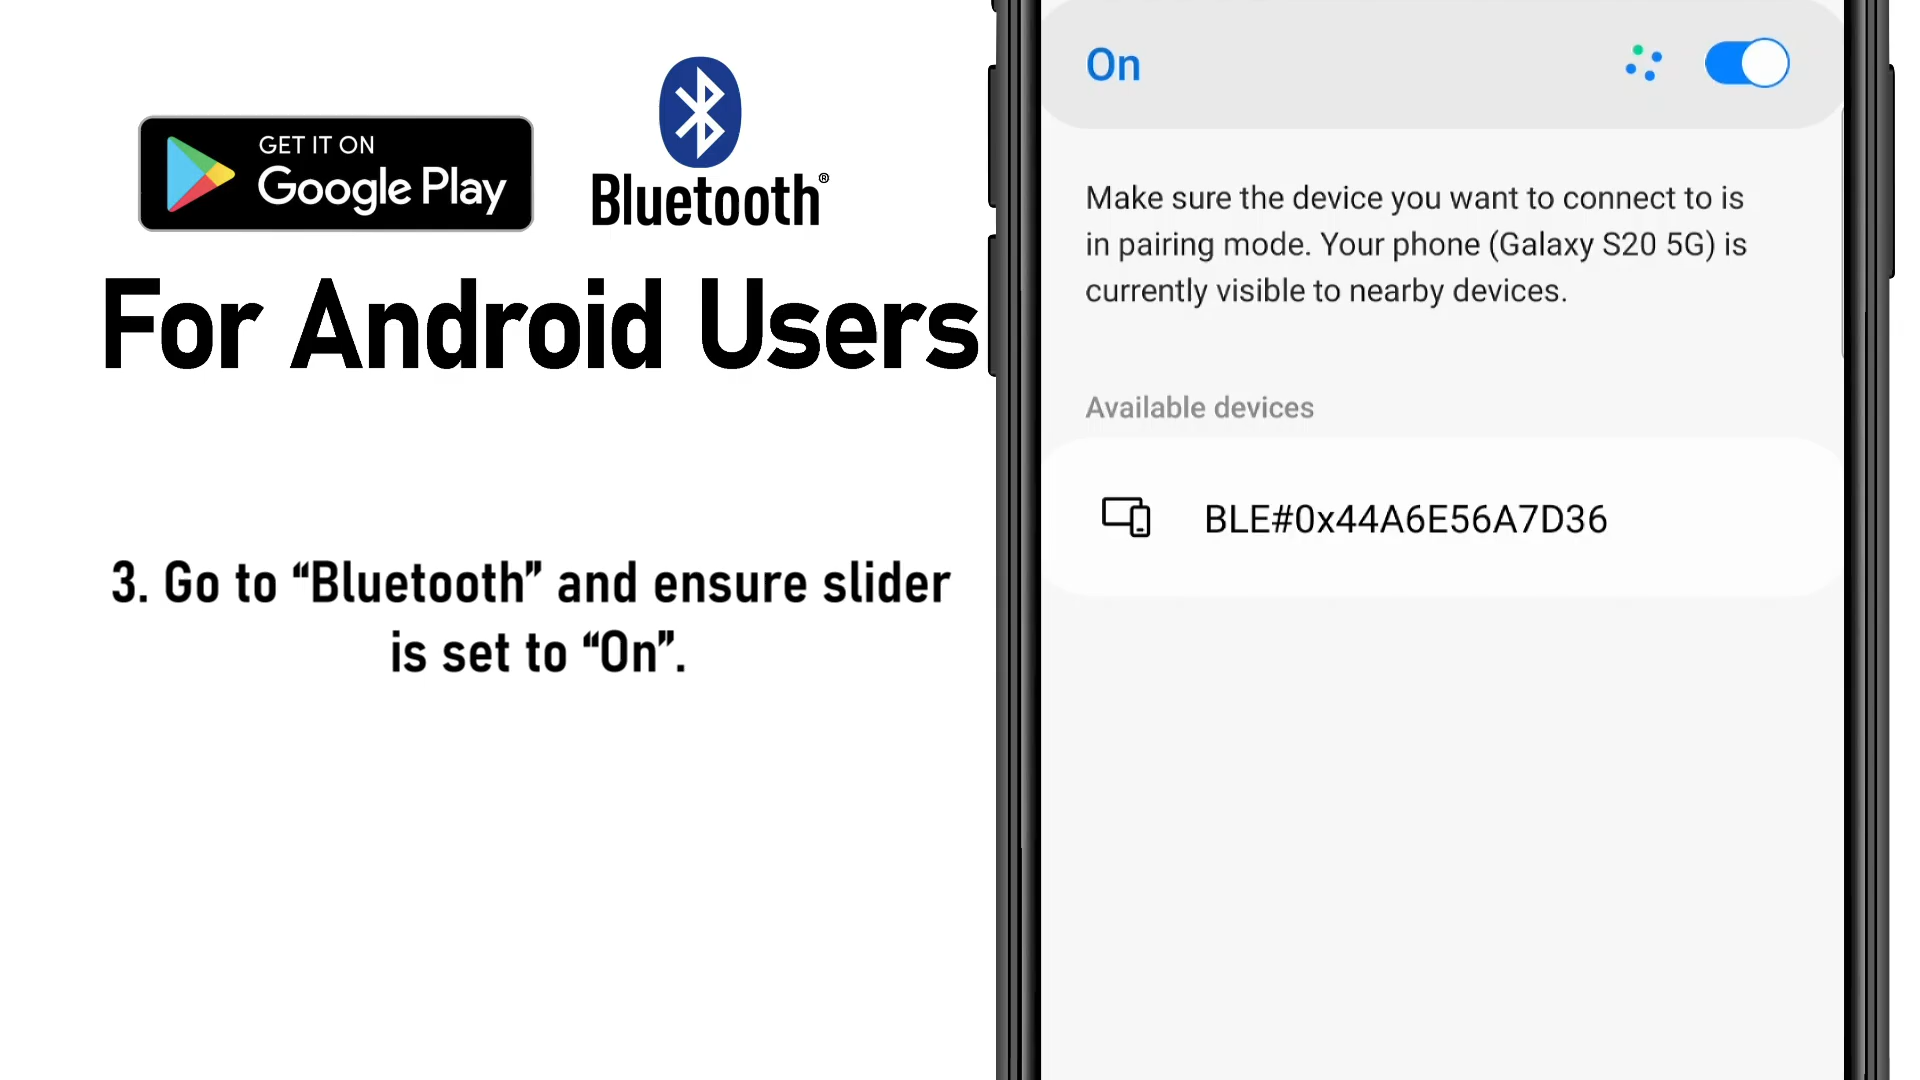 GET IT ON
Google Play
Bluetooth®
For Android Users
3. Go to “Bluetooth” and ensure slider
is set to “On”.
On
Make sure the device you want to connect to is
in pairing mode. Your phone (Galaxy S20 5G) is
currently visible to nearby devices.
Available devices
BLE#0x44A6E56A7D36